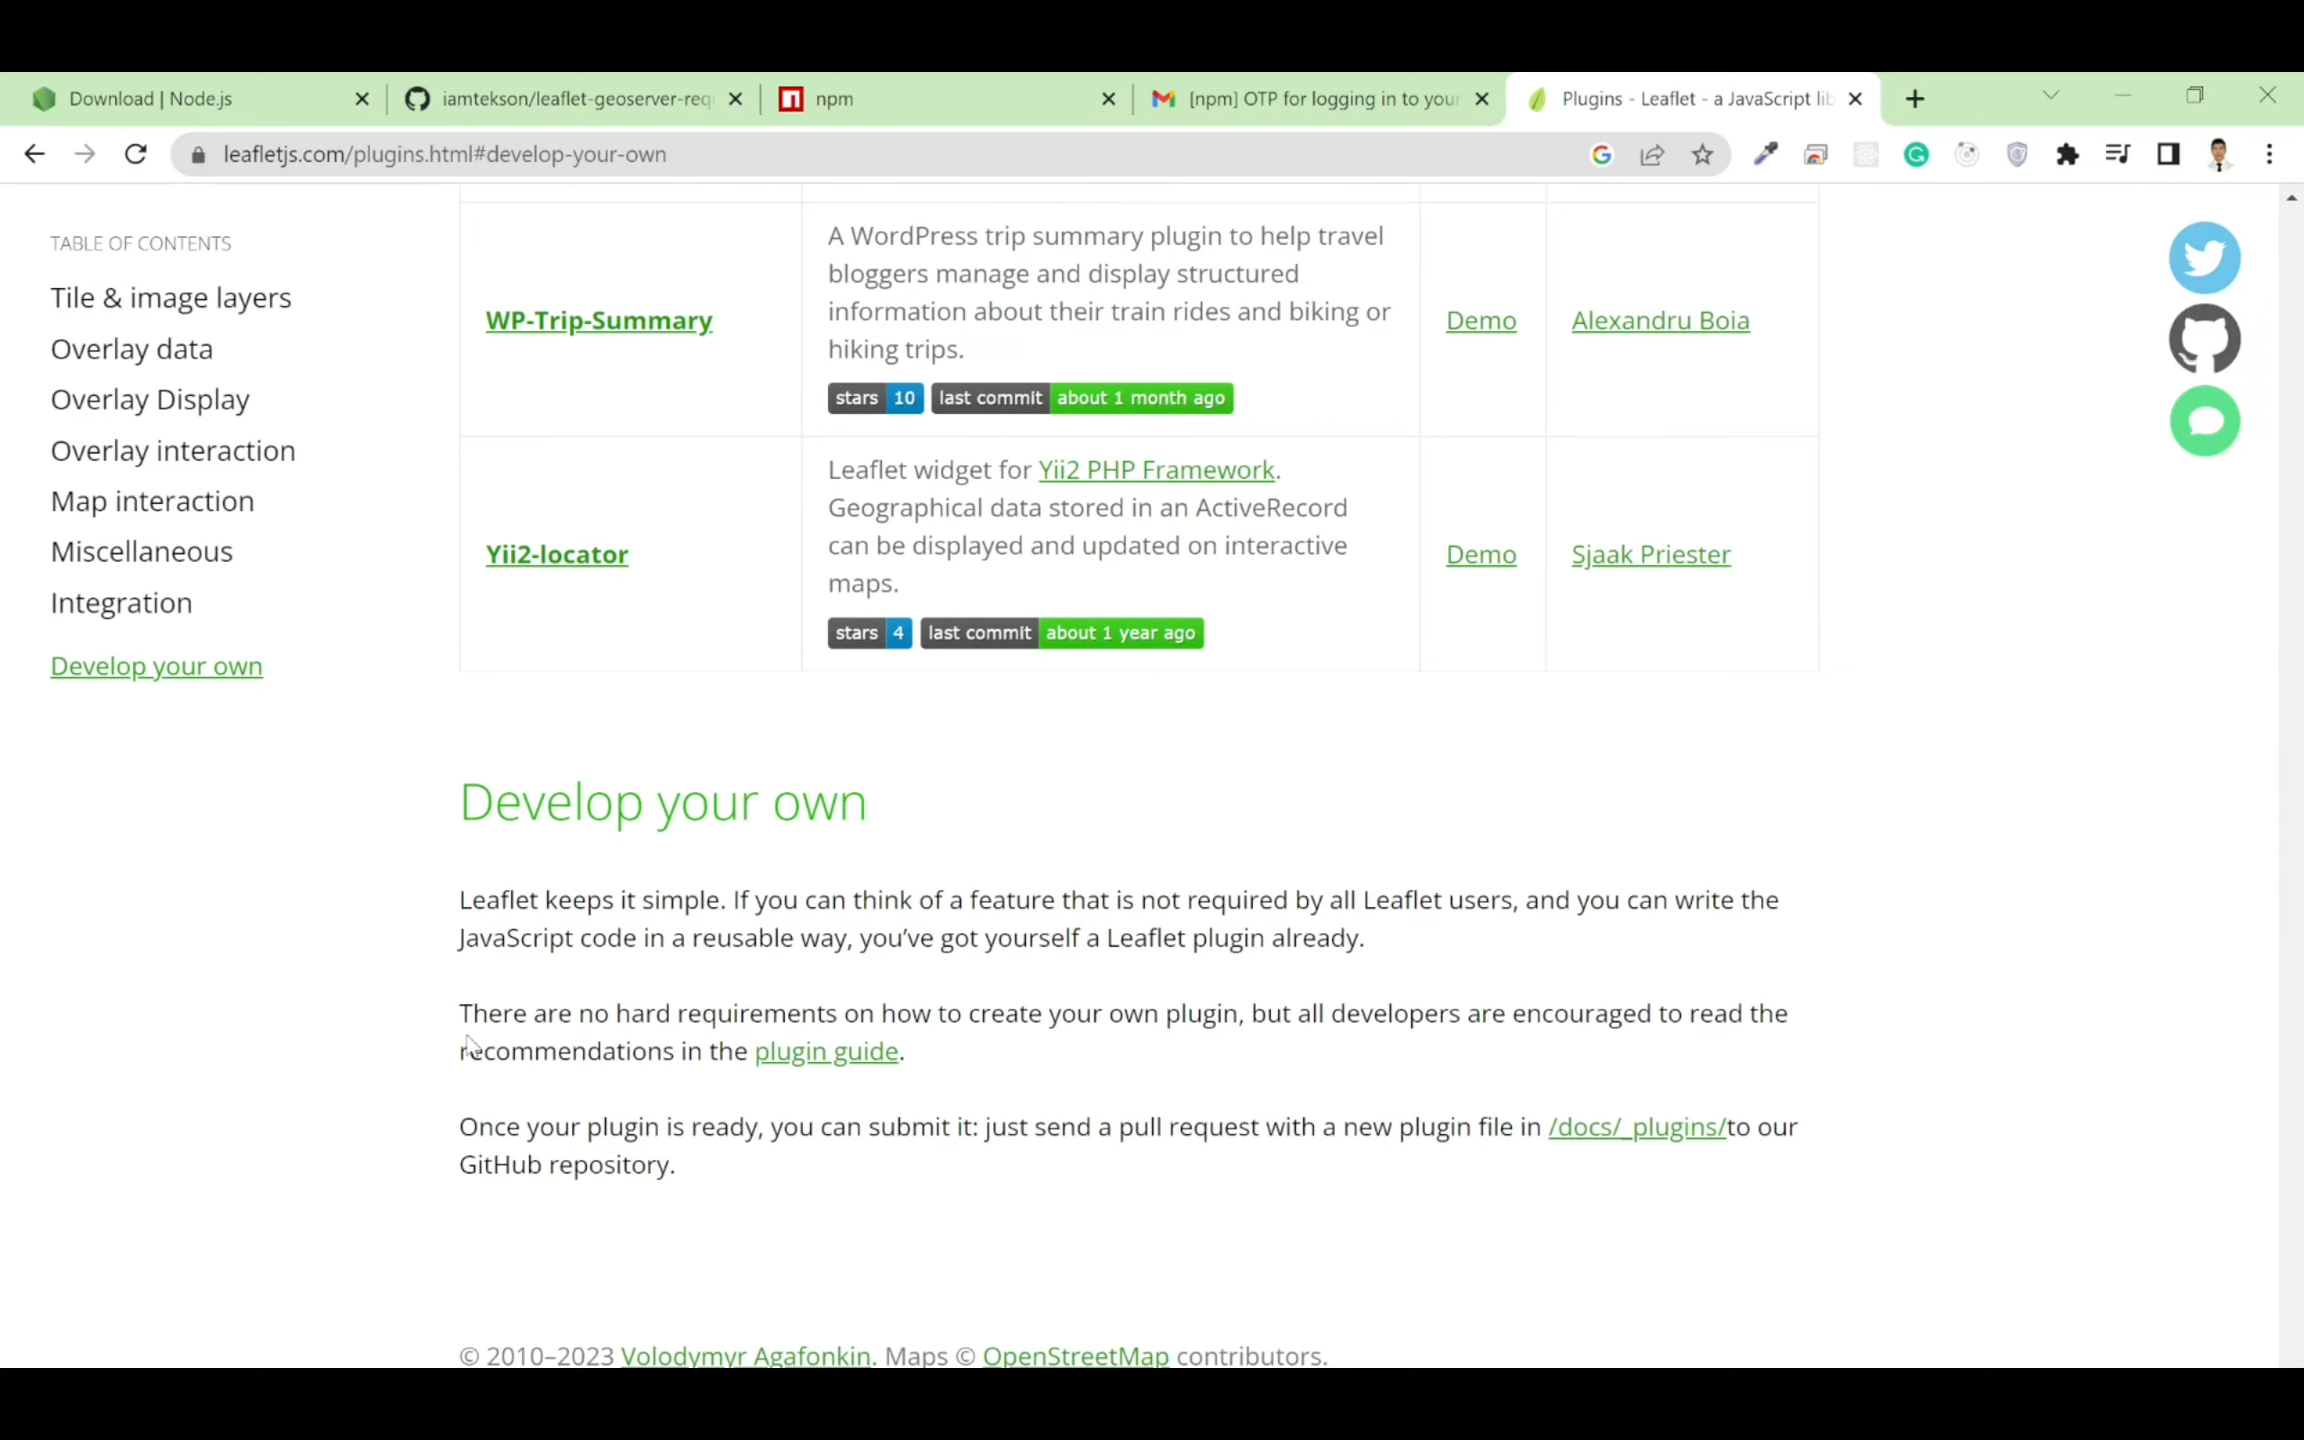 Download | Node.js
iamtekson/leaflet-geoserver-req
npm
[npm] OTP for logging in to your
Plugins - Leaflet - a JavaScript lib
leafletjs.com/plugins.html#develop-your-own
TABLE OF CONTENTS
Tile & image layers
Overlay data
Overlay Display
Overlay interaction
Map interaction
Miscellaneous
Integration
Develop your own
WP-Trip-Summary
A WordPress trip summary plugin to help travel
bloggers manage and display structured
information about their train rides and biking or
hiking trips.
stars 10 last commit about 1 month ago
Demo
Alexandru Boia
Yii2-locator
Leaflet widget for Yii2 PHP Framework.
Geographical data stored in an ActiveRecord
can be displayed and updated on interactive
maps.
stars 4 last commit about 1 year ago
Demo
Sjaak Priester
Develop your own
Leaflet keeps it simple. If you can think of a feature that is not required by all Leaflet users, and you can write the
JavaScript code in a reusable way, you’ve got yourself a Leaflet plugin already.
There are no hard requirements on how to create your own plugin, but all developers are encouraged to read the
recommendations in the plugin guide.
Once your plugin is ready, you can submit it: just send a pull request with a new plugin file in /docs/_plugins/to our
GitHub repository.
© 2010–2023 Volodymyr Agafonkin. Maps © OpenStreetMap contributors.